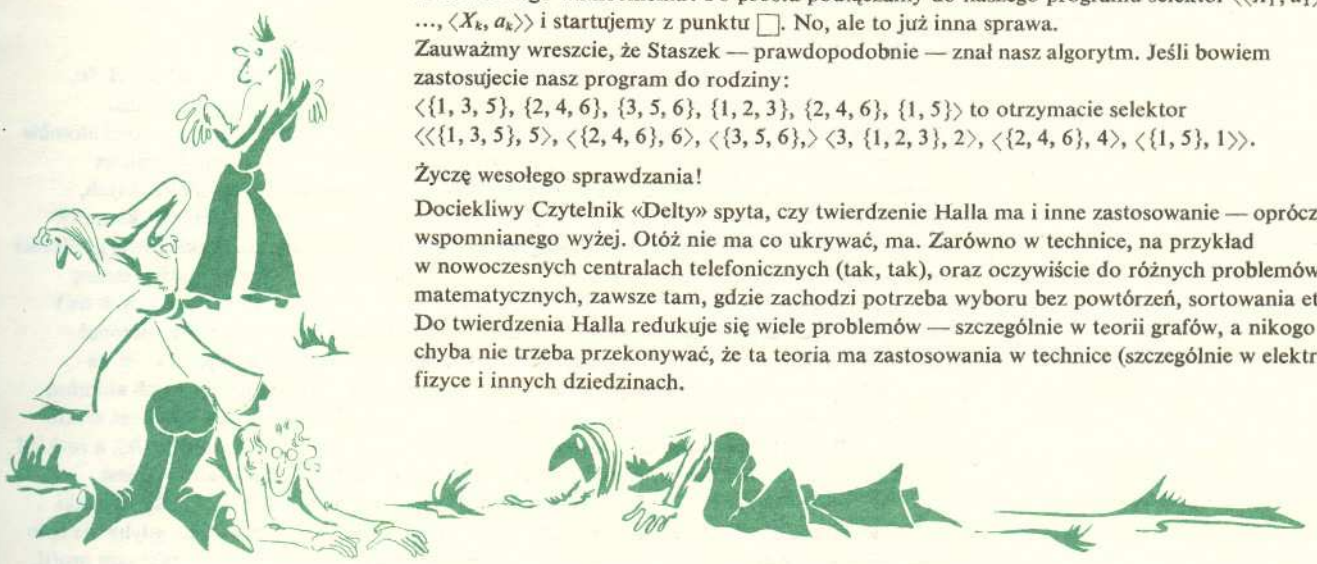 ..., ⟨Xₖ, aₖ⟩⟩ i startujemy z punktu □. No, ale to już inna sprawa.
Zauważmy wreszcie, że Staszek — prawdopodobnie — znał nasz algorytm. Jeśli bowiem
zastosujecie nasz program do rodziny:
⟨{1, 3, 5}, {2, 4, 6}, {3, 5, 6}, {1, 2, 3}, {2, 4, 6}, {1, 5}⟩ to otrzymacie selektor
⟨⟨{1, 3, 5}, 5⟩, ⟨{2, 4, 6}, 6⟩, ⟨{3, 5, 6},⟩ ⟨3, {1, 2, 3}, 2⟩, ⟨{2, 4, 6}, 4⟩, ⟨{1, 5}, 1⟩⟩.
Życzę wesołego sprawdzania!
Dociekliwy Czytelnik «Delty» spyta, czy twierdzenie Halla ma i inne zastosowanie — oprócz
wspomnianego wyżej. Otóż nie ma co ukrywać, ma. Zarówno w technice, na przykład
w nowoczesnych centralach telefonicznych (tak, tak), oraz oczywiście do różnych problemów
matematycznych, zawsze tam, gdzie zachodzi potrzeba wyboru bez powtórzeń, sortowania et
Do twierdzenia Halla redukuje się wiele problemów — szczególnie w teorii grafów, a nikogo
chyba nie trzeba przekonywać, że ta teoria ma zastosowania w technice (szczególnie w elektr
fizyce i innych dziedzinach.